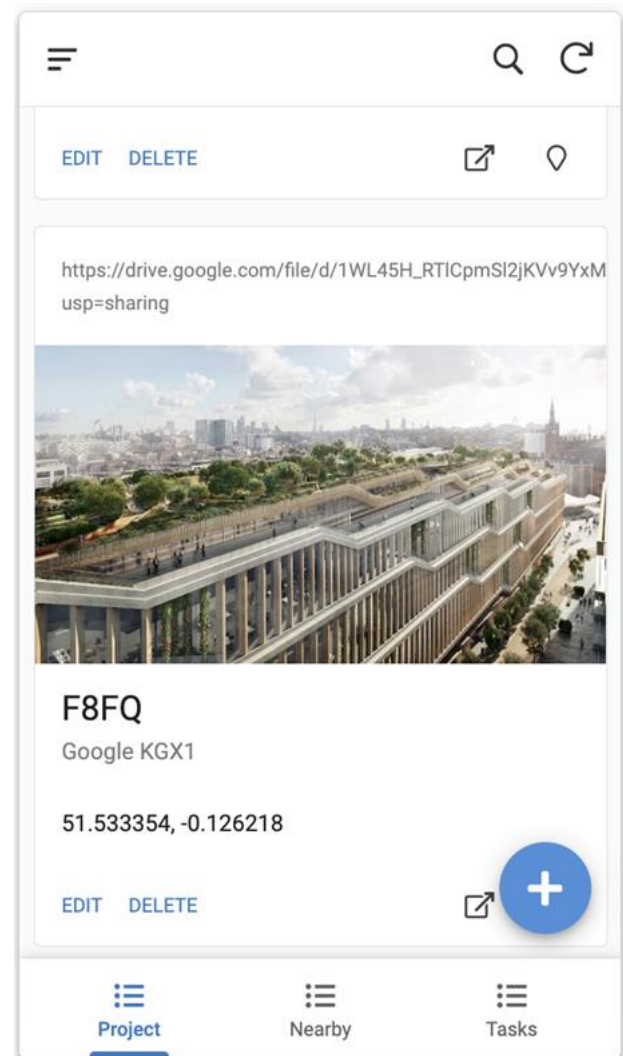 EDIT DELETE
https://drive.google.com/file/d/1WL45H_RTlCpmSl2jKVv9YxM
usp=sharing
F8FQ
Google KGX1
51.533354, -0.126218
EDIT DELETE
Project Nearby Tasks